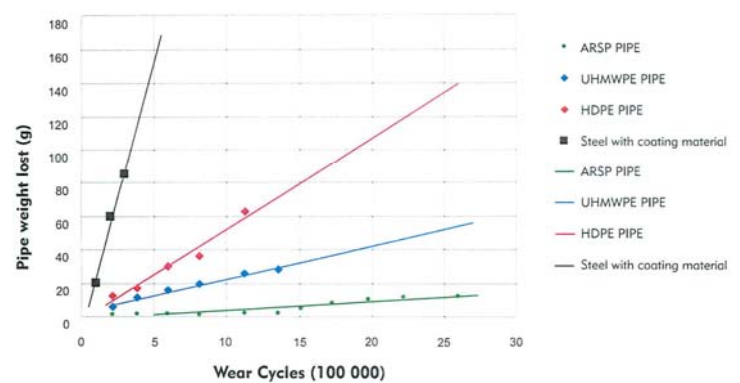 180
160
140
120
100
80
60
40
20
0
Pipe weight lost (g)
0
5
10
15
20
25
30
Wear Cycles (100 000)
ARSP PIPE
UHMWPE PIPE
HDPE PIPE
Steel with coating material
ARSP PIPE
UHMWPE PIPE
HDPE PIPE
Steel with coating material